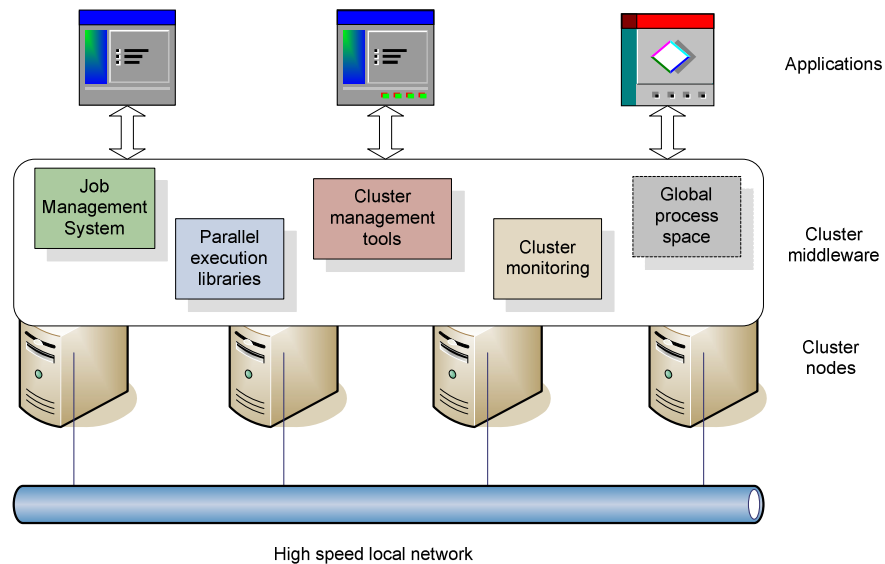 Applications
Job
Management
System
Parallel
execution
libraries
Cluster
management
tools
Cluster
monitoring
Global
process
space
Cluster
middleware
Cluster
nodes
High speed local network